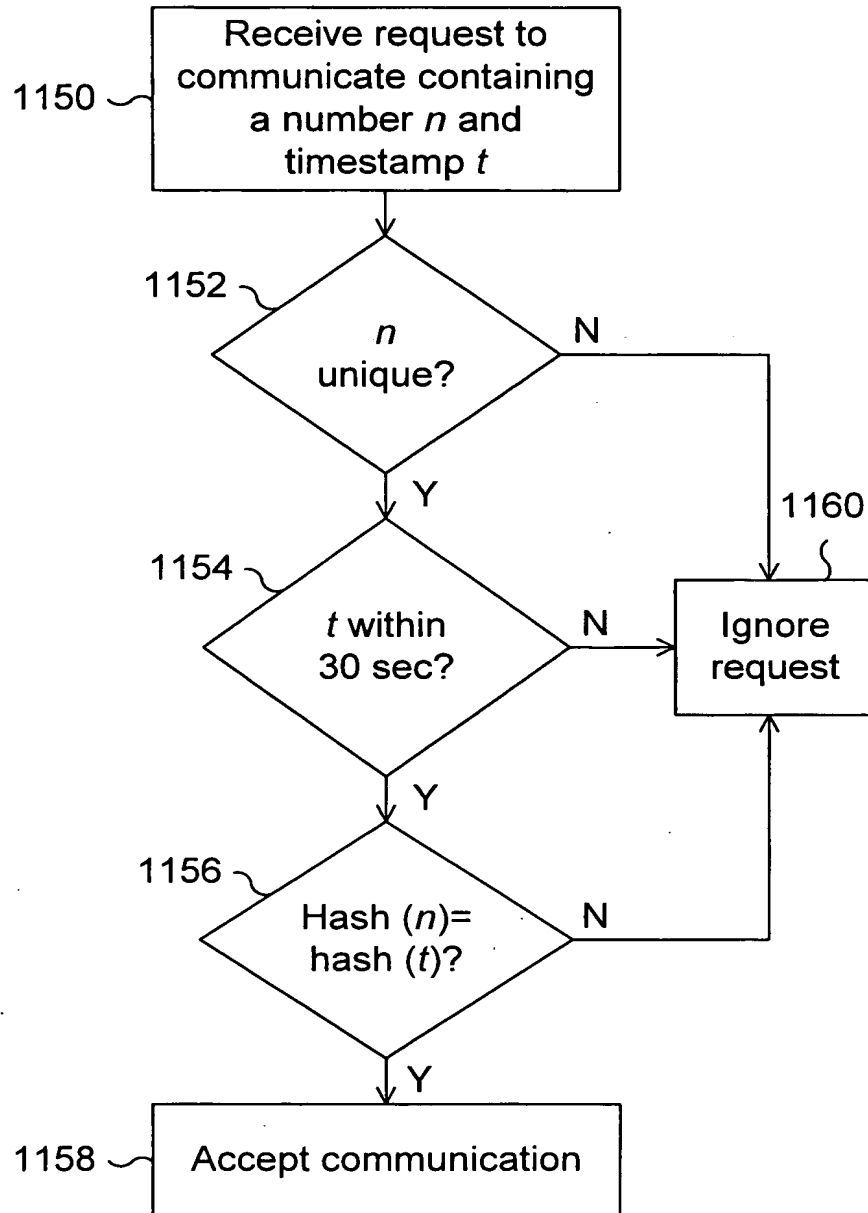 Receive request to
communicate containing
a number n and
timestamp t
1150
1152
n
unique?
N
Y
1160
1154
t within
30 sec?
N
Ignore
request
Y
1156
Hash (n)=
hash (t)?
N
Y
1158
Accept communication